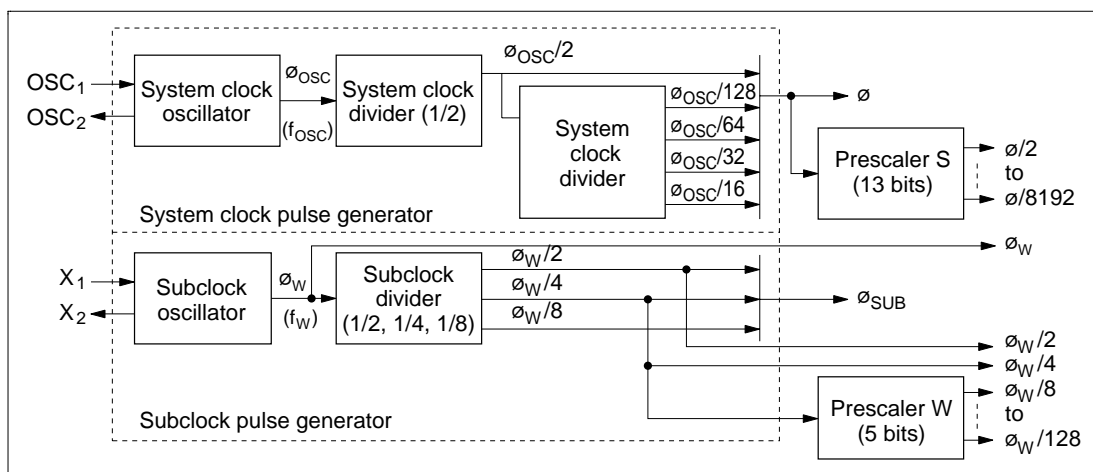 OSC1
OSC2
System clock
oscillator
øOSC
(fOSC)
System clock
divider (1/2)
øOSC/2
System
clock
divider
øOSC/128
øOSC/64
øOSC/32
øOSC/16
ø
Prescaler S
(13 bits)
ø/2
to
ø/8192
System clock pulse generator
X1
X2
Subclock
oscillator
øW
(fW)
Subclock
divider
(1/2, 1/4, 1/8)
øW/2
øW/4
øW/8
øW
øSUB
øW/2
øW/4
Prescaler W
(5 bits)
øW/8
to
øW/128
Subclock pulse generator